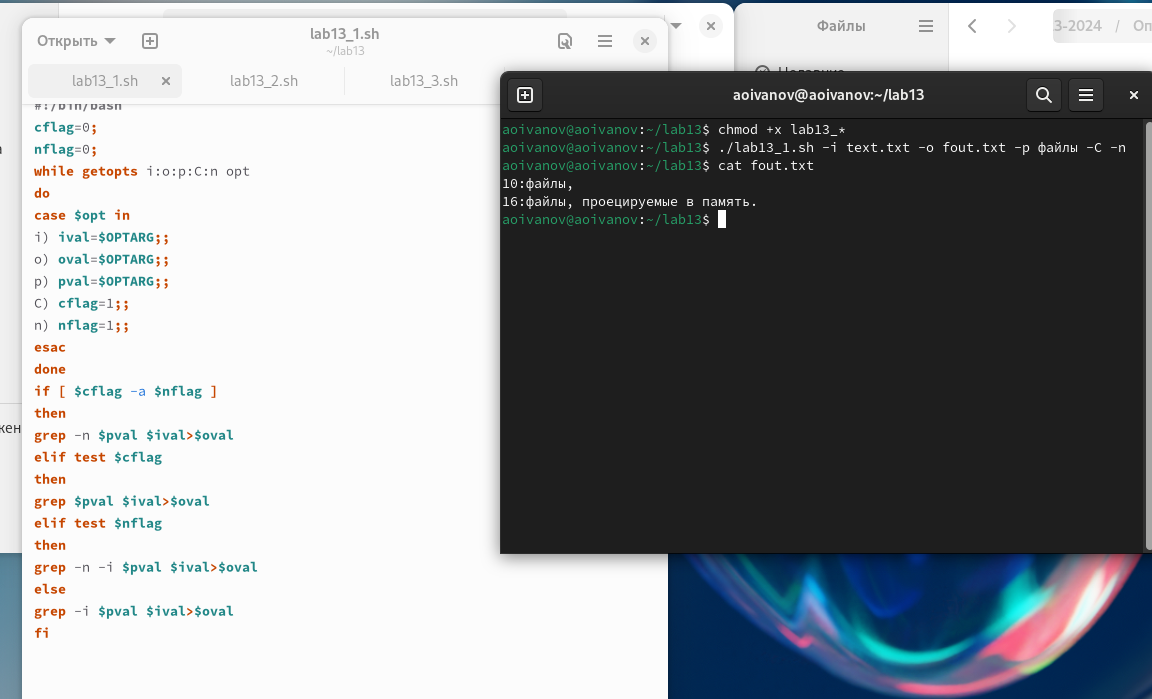 Открыть
lab13_1.sh
~/lab13
lab13_1.sh
lab13_2.sh
lab13_3.sh
#!/bin/bash
cflag=0;
nflag=0;
while getopts i:o:p:C:n opt
do
case $opt in
i) ival=$OPTARG;;
o) oval=$OPTARG;;
p) pval=$OPTARG;;
C) cflag=1;;
n) nflag=1;;
esac
done
if [ $cflag -a $nflag ]
then
grep -n $pval $ival>$oval
elif test $cflag
then
grep $pval $ival>$oval
elif test $nflag
then
grep -n -i $pval $ival>$oval
else
grep -i $pval $ival>$oval
fi
Файлы
3-2024 / Оп
aoivanov@aoivanov:~/lab13
aoivanov@aoivanov:~/lab13$ chmod +x lab13_*
aoivanov@aoivanov:~/lab13$ ./lab13_1.sh -i text.txt -o fout.txt -p файлы -C -n
aoivanov@aoivanov:~/lab13$ cat fout.txt
10:файлы,
16:файлы, проецируемые в память.
aoivanov@aoivanov:~/lab13$
жен